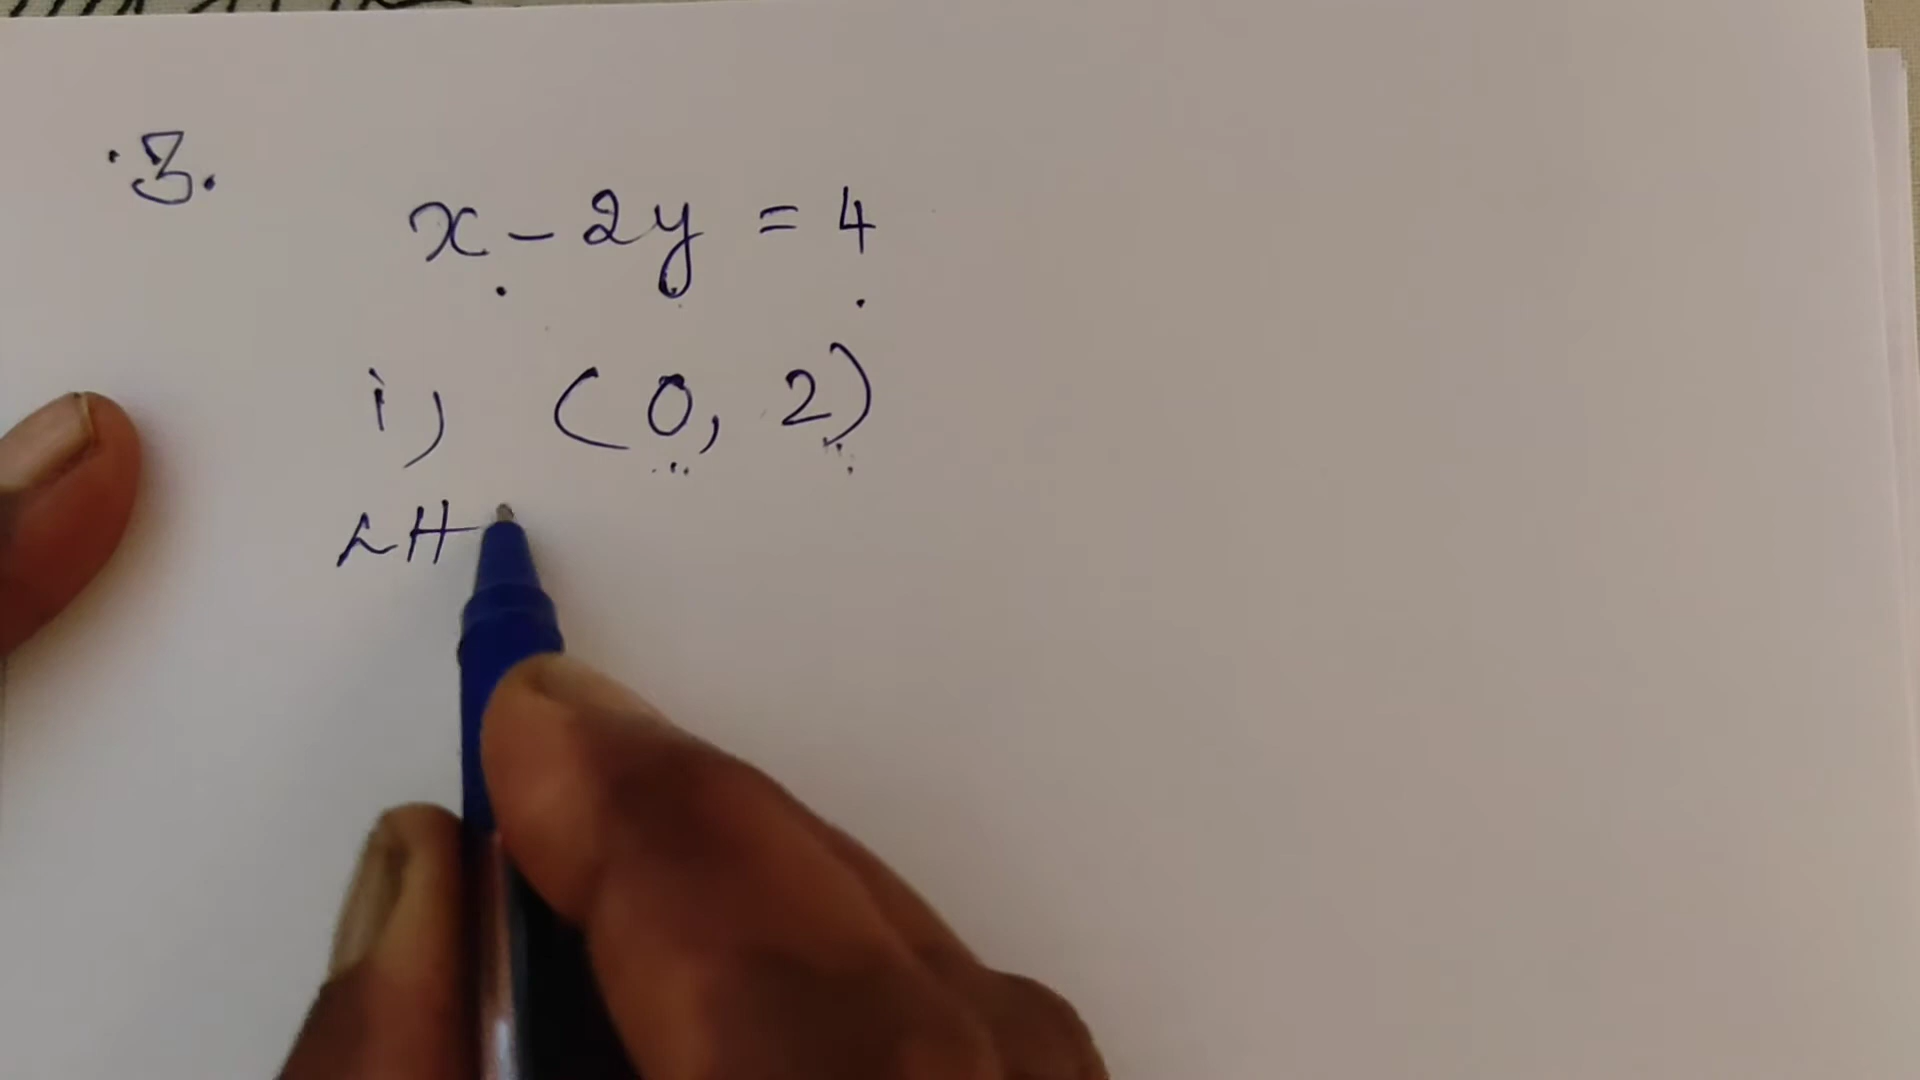 3.
x - 2y = 4
i) (0, 2)
LH